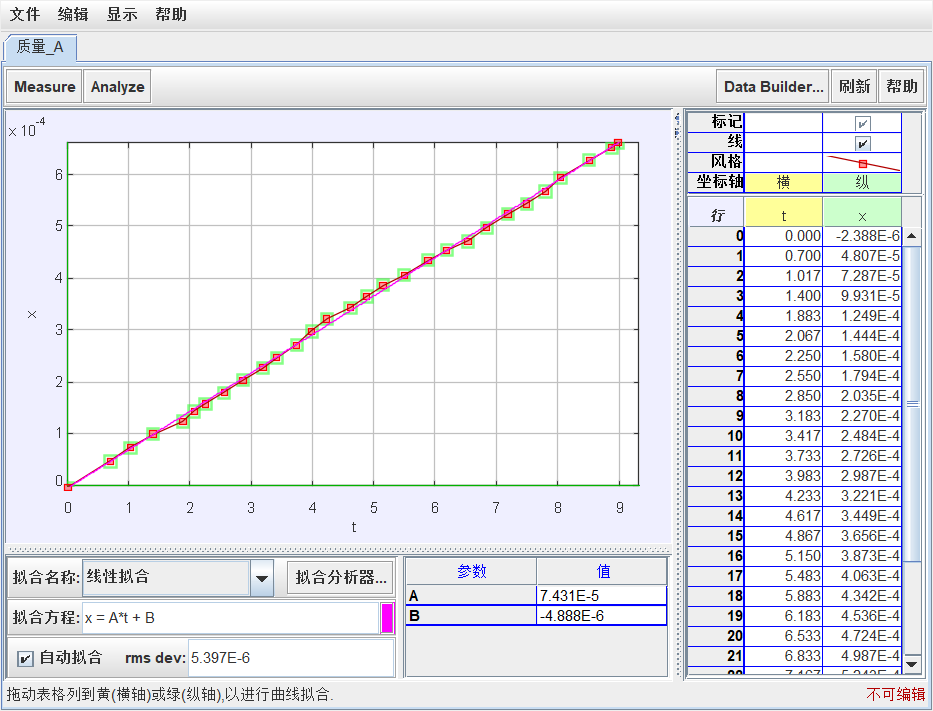 文件 编辑 显示 帮助
质量_A
Measure Analyze Data Builder... 刷新 帮助
x 10-4
6
5
4
3
2
1
0
x
0 1 2 3 4 5 6 7 8 9
t
标记
线
风格
坐标轴 横 纵
行 t x
0 0.000 -2.388E-6
1 0.700 4.807E-5
2 1.017 7.287E-5
3 1.400 9.931E-5
4 1.883 1.249E-4
5 2.067 1.444E-4
6 2.250 1.580E-4
7 2.550 1.794E-4
8 2.850 2.035E-4
9 3.183 2.270E-4
10 3.417 2.484E-4
11 3.733 2.726E-4
12 3.983 2.987E-4
13 4.233 3.221E-4
14 4.617 3.449E-4
15 4.867 3.656E-4
16 5.150 3.873E-4
17 5.483 4.063E-4
18 5.883 4.342E-4
19 6.183 4.536E-4
20 6.533 4.724E-4
21 6.833 4.987E-4
拟合名称: 线性拟合 拟合分析器...
拟合方程: x = A*t + B
自动拟合 rms dev: 5.397E-6
参数 值
A 7.431E-5
B -4.888E-6
拖动表格列到黄(横轴)或绿(纵轴),以进行曲线拟合. 不可编辑